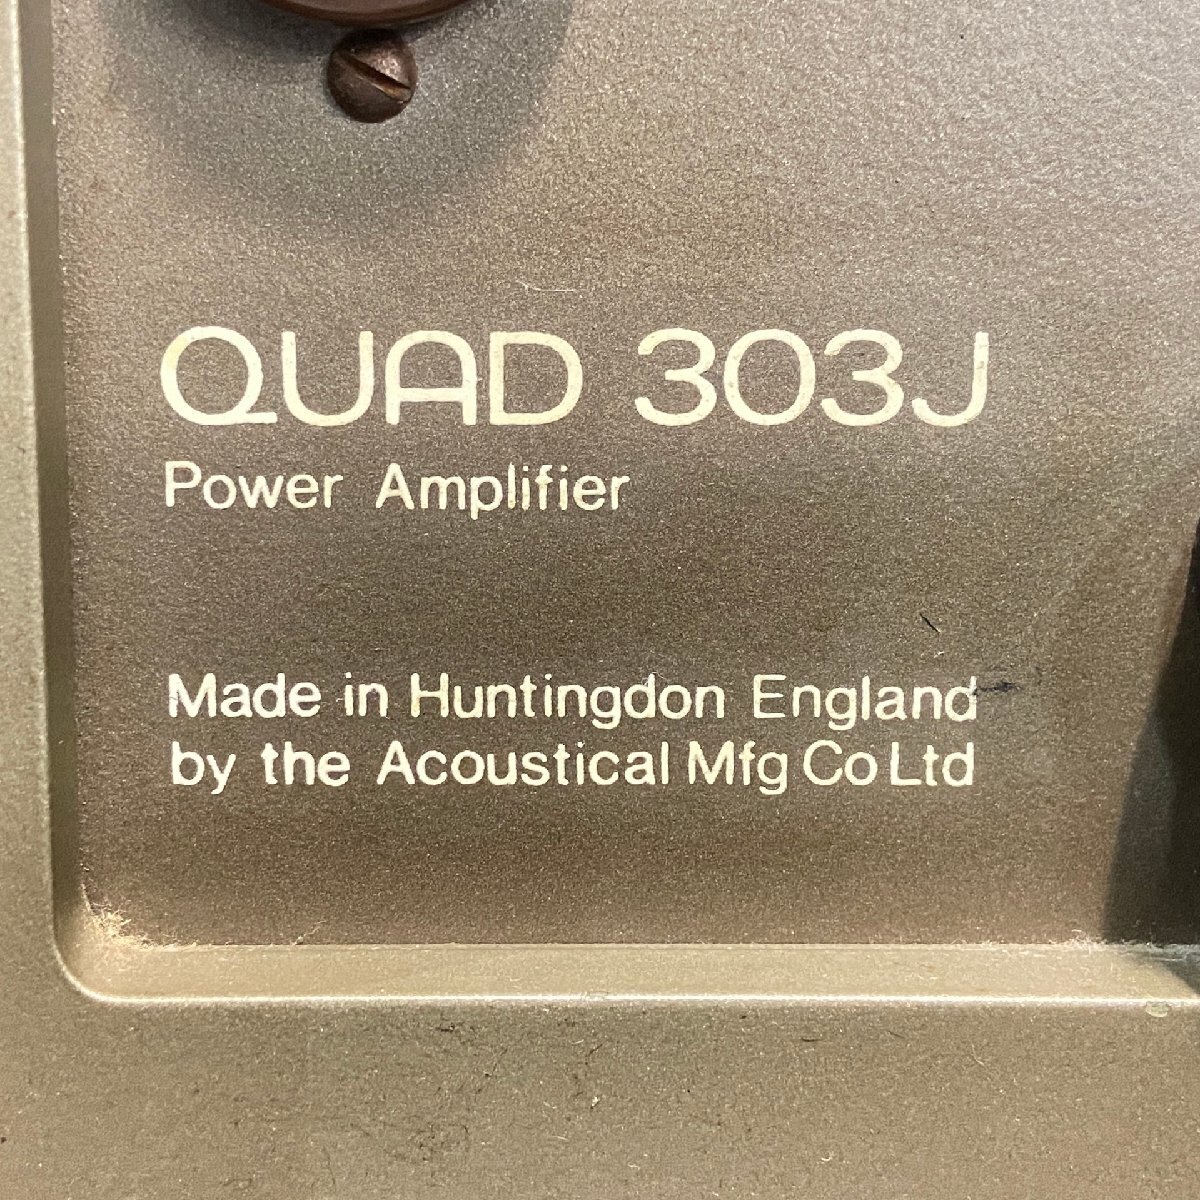 QUAD 303J
Power Amplifier
Made in Huntingdon England
by the Acoustical Mfg Co Ltd